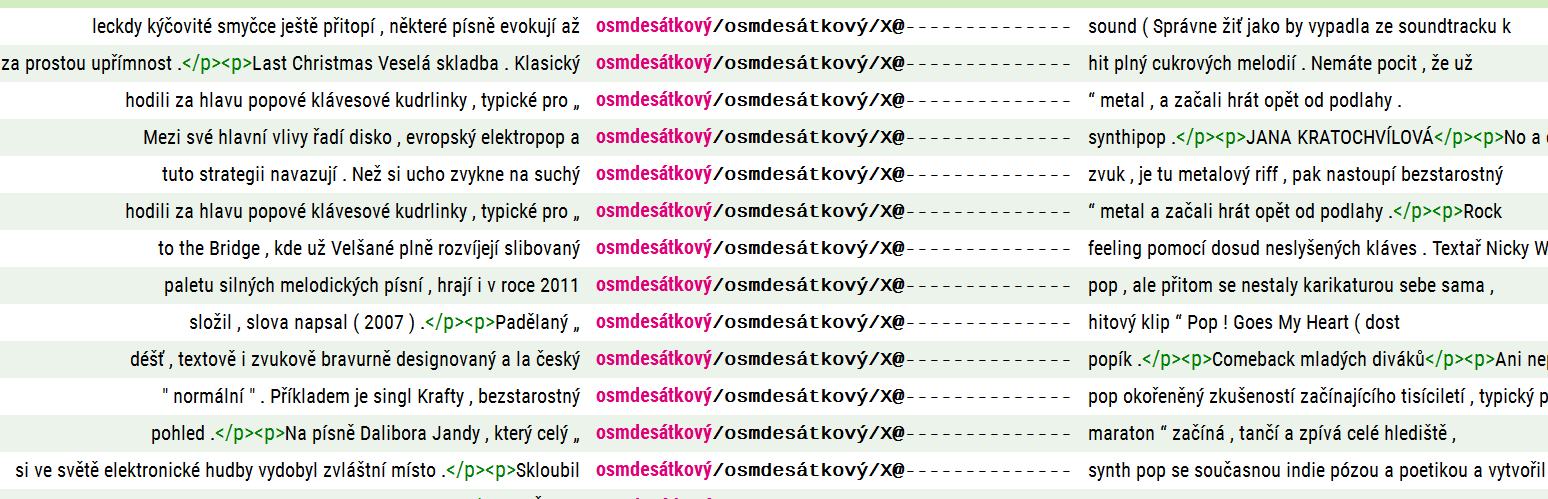 leckdy kýčovité smyčce ještě přitopí , některé písně evokují až osmdesátkový/osmdesátkový/X@-------------- sound ( Správne žiť jako by vypadla ze soundtracku k
za prostou upřímnost .</p><p>Last Christmas Veselá skladba . Klasický osmdesátkový/osmdesátkový/X@-------------- hit plný cukrových melodií . Nemáte pocit , že už
hodili za hlavu popové klávesové kudrlinky , typické pro „ osmdesátkový/osmdesátkový/X@-------------- “ metal , a začali hrát opět od podlahy .
Mezi své hlavní vlivy řadí disko , evropský elektropop a osmdesátkový/osmdesátkový/X@-------------- synthipop .</p><p>JANA KRATOCHVÍLOVÁ</p><p>No a
tuto strategii navazují . Než si ucho zvykne na suchý osmdesátkový/osmdesátkový/X@-------------- zvuk , je tu metalový riff , pak nastoupí bezstarostný
hodili za hlavu popové klávesové kudrlinky , typické pro „ osmdesátkový/osmdesátkový/X@-------------- “ metal a začali hrát opět od podlahy .</p><p>Rock
to the Bridge , kde už Velšané plně rozvíjejí slibovaný osmdesátkový/osmdesátkový/X@-------------- feeling pomocí dosud neslyšených kláves . Textař Nicky W
paletu silných melodických písní , hrají i v roce 2011 osmdesátkový/osmdesátkový/X@-------------- pop , ale přitom se nestaly karikaturou sebe sama ,
složil , slova napsal ( 2007 ) .</p><p>Padělaný „ osmdesátkový/osmdesátkový/X@-------------- hitový klip “ Pop ! Goes My Heart ( dost
déšť , textově i zvukově bravurně designovaný a la český osmdesátkový/osmdesátkový/X@-------------- popík .</p><p>Comeback mladých diváků</p><p>Ani
" normální " . Příkladem je singl Krafty , bezstarostný osmdesátkový/osmdesátkový/X@-------------- pop okořeněný zkušeností začínajícího tisíciletí , typický
pohled .</p><p>Na písně Dalibora Jandy , který celý „ osmdesátkový/osmdesátkový/X@-------------- maraton “ začíná , tančí a zpívá celé hlediště ,
si ve světě elektronické hudby vydobyl zvláštní místo .</p><p>Skloubil osmdesátkový/osmdesátkový/X@-------------- synth pop se současnou indie pózou a poetikou a vytvořil